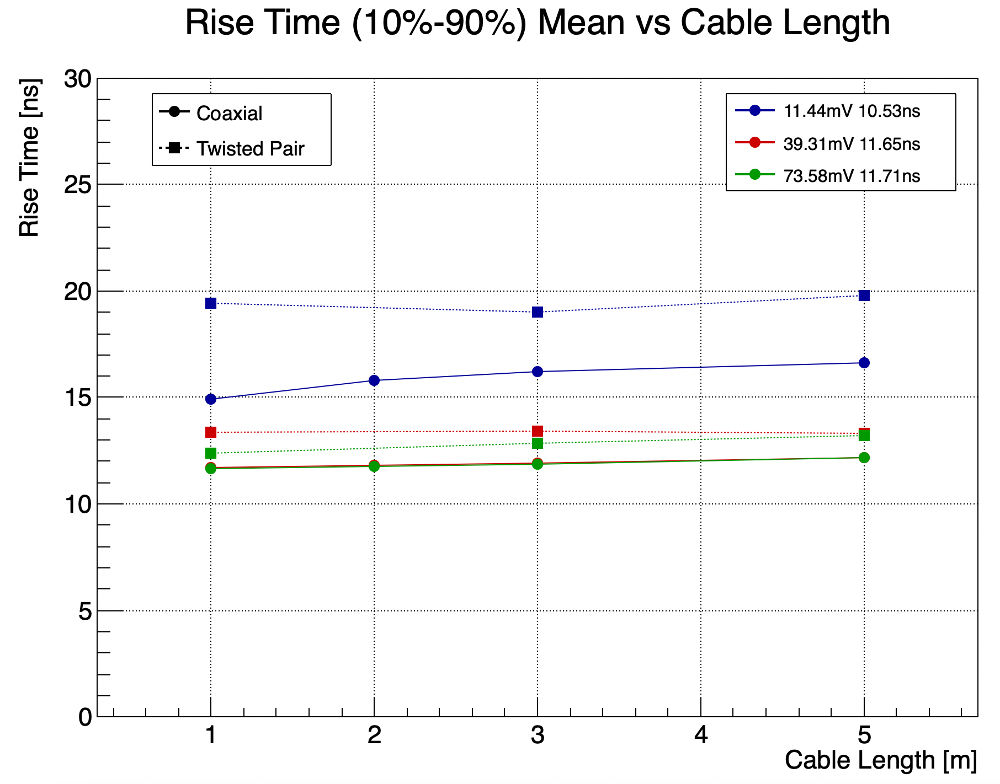 Rise Time (10%-90%) Mean vs Cable Length
Rise Time [ns]
30
25
20
15
10
5
0
Coaxial
Twisted Pair
11.44mV 10.53ns
39.31mV 11.65ns
73.58mV 11.71ns
1 2 3 4 5
Cable Length [m]